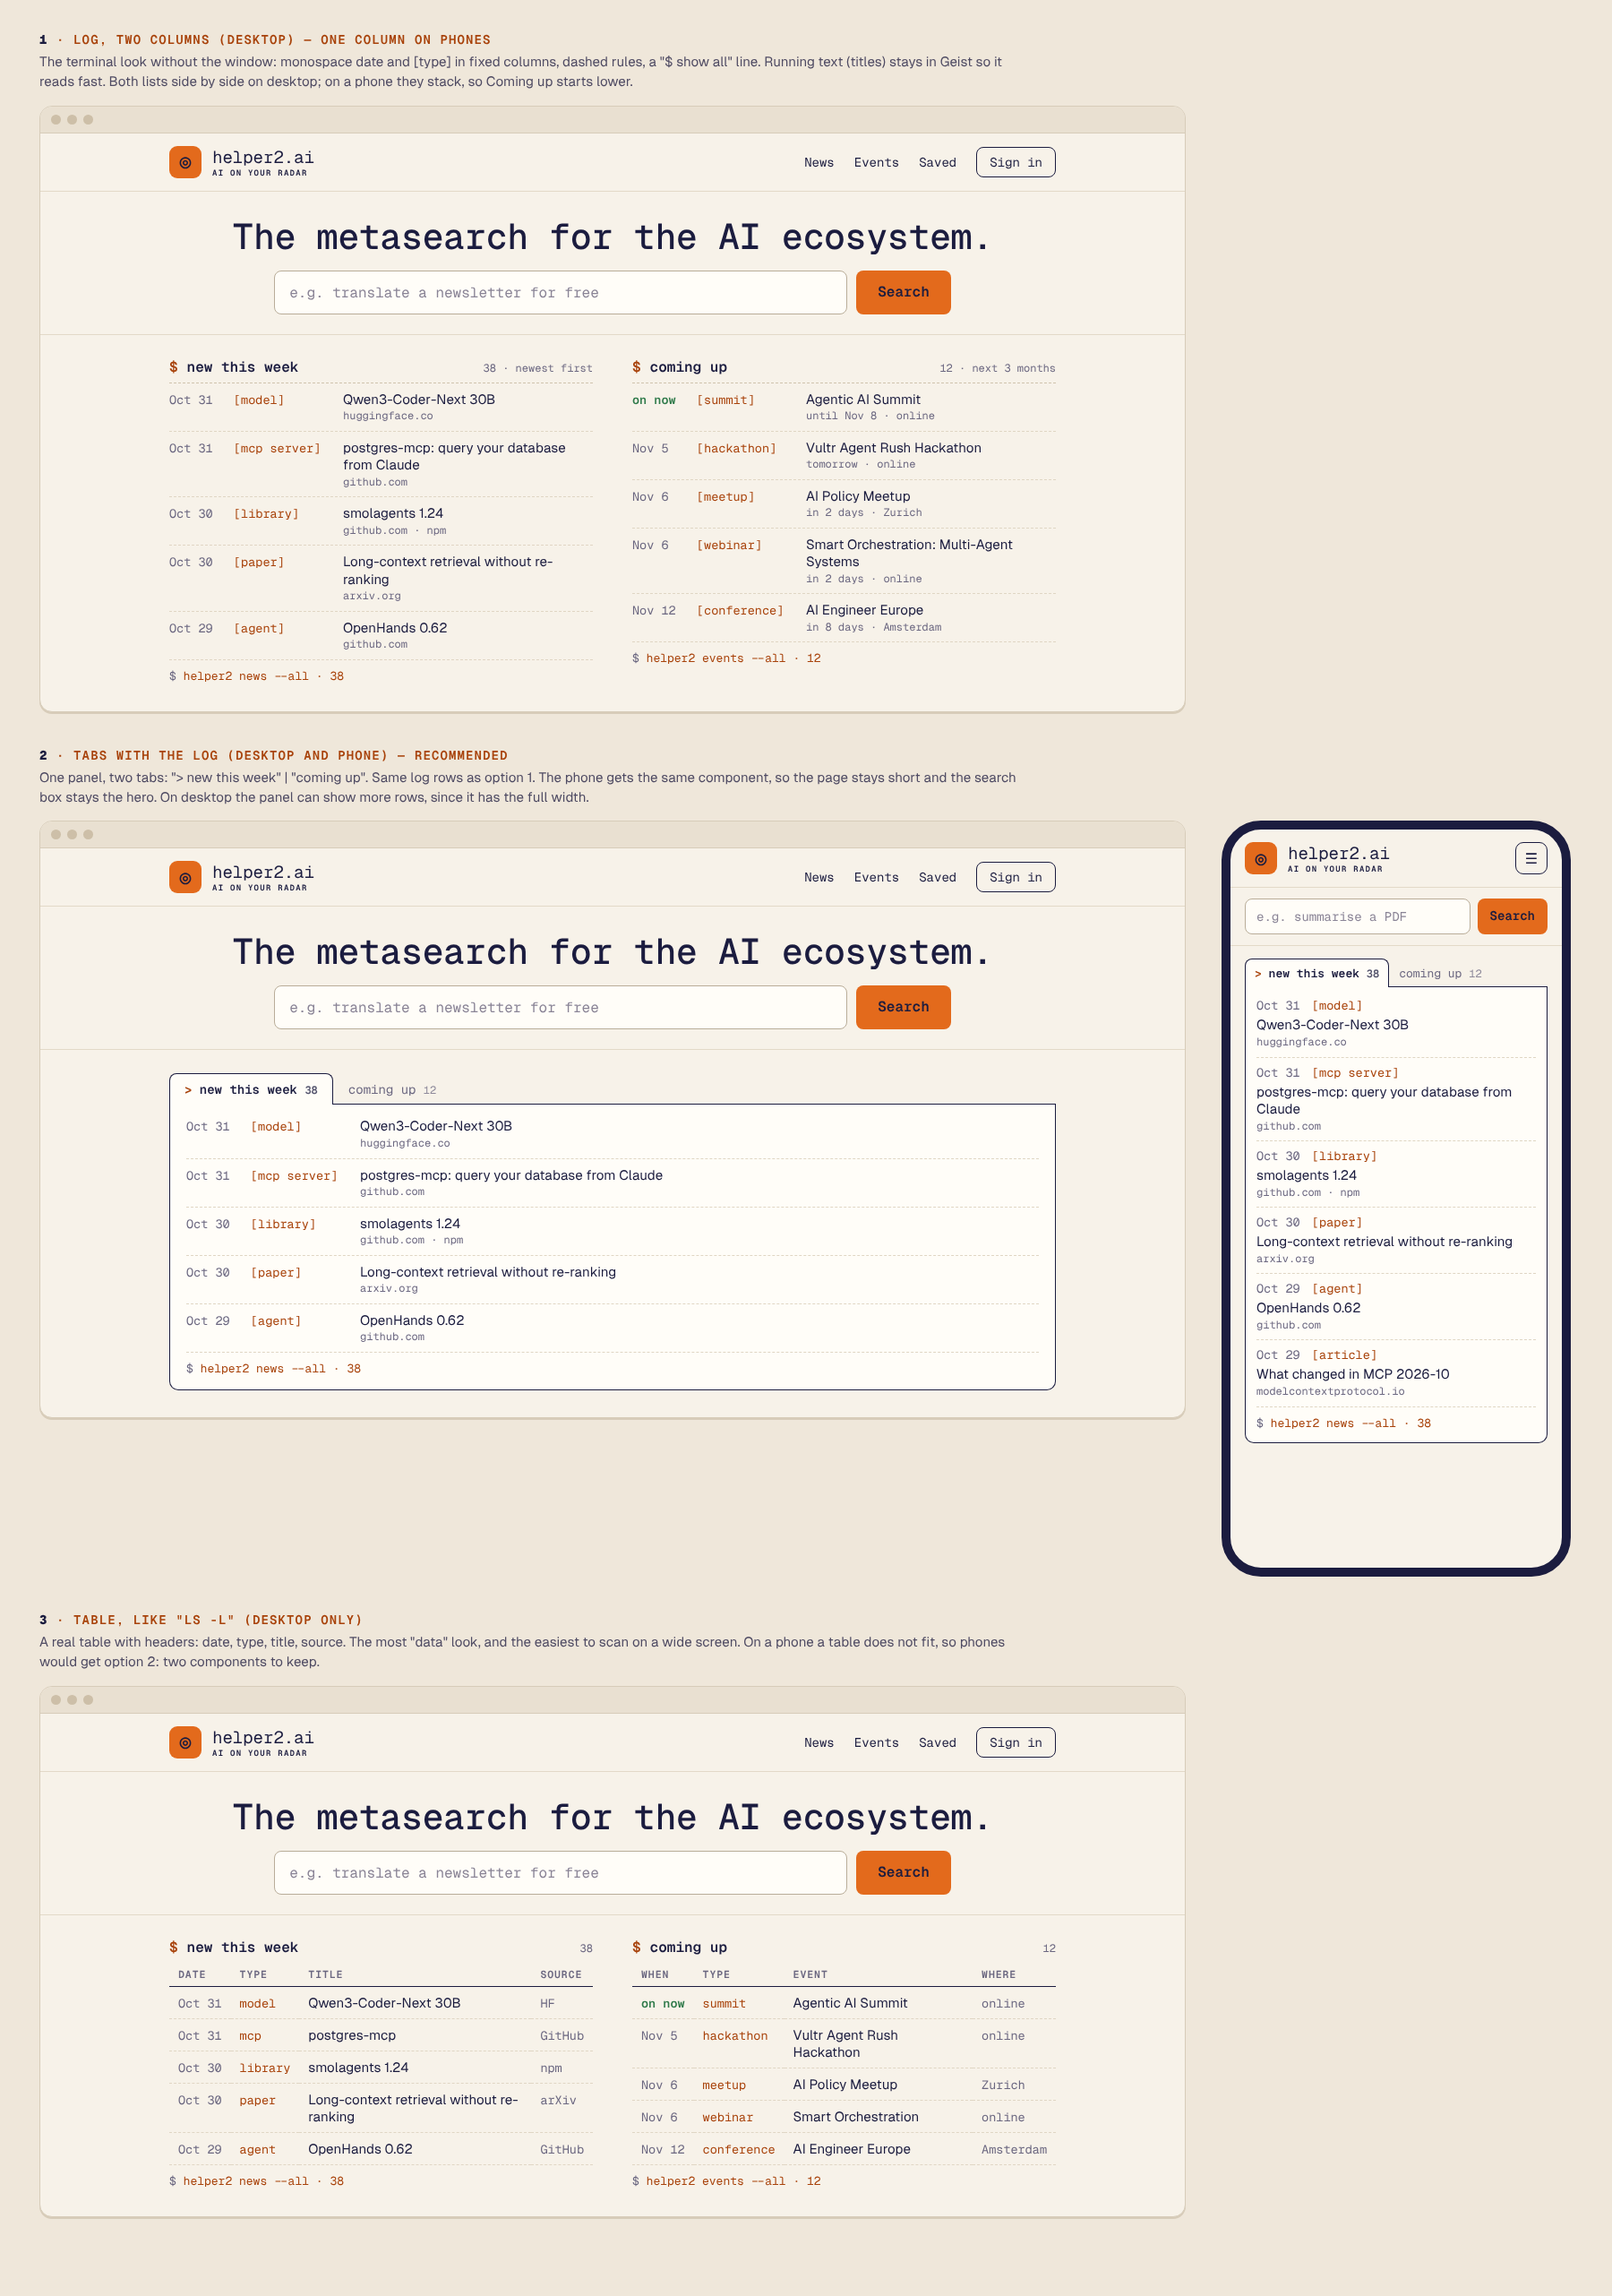 1 · LOG, TWO COLUMNS (DESKTOP) — ONE COLUMN ON PHONES
The terminal look without the window: monospace date and [type] in fixed columns, dashed rules, a "$ show all" line. Running text (titles) stays in Geist so it
reads fast. Both lists side by side on desktop; on a phone they stack, so Coming up starts lower.
helper2.ai
AI ON YOUR RADAR
News Events Saved Sign in
The metasearch for the AI ecosystem.
e.g. translate a newsletter for free Search
$ new this week 38 · newest first
Oct 31 [model] Qwen3-Coder-Next 30B
huggingface.co
Oct 31 [mcp server] postgres-mcp: query your database
from Claude
github.com
Oct 30 [library] smolagents 1.24
github.com · npm
Oct 30 [paper] Long-context retrieval without re-
ranking
arxiv.org
Oct 29 [agent] OpenHands 0.62
github.com
$ helper2 news --all · 38
$ coming up 12 · next 3 months
on now [summit] Agentic AI Summit
until Nov 8 · online
Nov 5 [hackathon] Vultr Agent Rush Hackathon
tomorrow · online
Nov 6 [meetup] AI Policy Meetup
in 2 days · Zurich
Nov 6 [webinar] Smart Orchestration: Multi-Agent
Systems
in 2 days · online
Nov 12 [conference] AI Engineer Europe
in 8 days · Amsterdam
$ helper2 events --all · 12
2 · TABS WITH THE LOG (DESKTOP AND PHONE) — RECOMMENDED
One panel, two tabs: "> new this week" | "coming up". Same log rows as option 1. The phone gets the same component, so the page stays short and the search
box stays the hero. On desktop the panel can show more rows, since it has the full width.
helper2.ai
AI ON YOUR RADAR
News Events Saved Sign in
The metasearch for the AI ecosystem.
e.g. translate a newsletter for free Search
> new this week 38 coming up 12
Oct 31 [model] Qwen3-Coder-Next 30B
huggingface.co
Oct 31 [mcp server] postgres-mcp: query your database from Claude
github.com
Oct 30 [library] smolagents 1.24
github.com · npm
Oct 30 [paper] Long-context retrieval without re-ranking
arxiv.org
Oct 29 [agent] OpenHands 0.62
github.com
$ helper2 news --all · 38
helper2.ai
AI ON YOUR RADAR
e.g. summarise a PDF Search
> new this week 38 coming up 12
Oct 31 [model]
Qwen3-Coder-Next 30B
huggingface.co
Oct 31 [mcp server]
postgres-mcp: query your database from
Claude
github.com
Oct 30 [library]
smolagents 1.24
github.com · npm
Oct 30 [paper]
Long-context retrieval without re-ranking
arxiv.org
Oct 29 [agent]
OpenHands 0.62
github.com
Oct 29 [article]
What changed in MCP 2026-10
modelcontextprotocol.io
$ helper2 news --all · 38
3 · TABLE, LIKE "LS -L" (DESKTOP ONLY)
A real table with headers: date, type, title, source. The most "data" look, and the easiest to scan on a wide screen. On a phone a table does not fit, so phones
would get option 2: two components to keep.
helper2.ai
AI ON YOUR RADAR
News Events Saved Sign in
The metasearch for the AI ecosystem.
e.g. translate a newsletter for free Search
$ new this week 38
DATE TYPE TITLE SOURCE
Oct 31 model Qwen3-Coder-Next 30B HF
Oct 31 mcp postgres-mcp GitHub
Oct 30 library smolagents 1.24 npm
Oct 30 paper Long-context retrieval without re- arXiv
ranking
Oct 29 agent OpenHands 0.62 GitHub
$ helper2 news --all · 38
$ coming up 12
WHEN TYPE EVENT WHERE
on now summit Agentic AI Summit online
Nov 5 hackathon Vultr Agent Rush online
Hackathon
Nov 6 meetup AI Policy Meetup Zurich
Nov 6 webinar Smart Orchestration online
Nov 12 conference AI Engineer Europe Amsterdam
$ helper2 events --all · 12